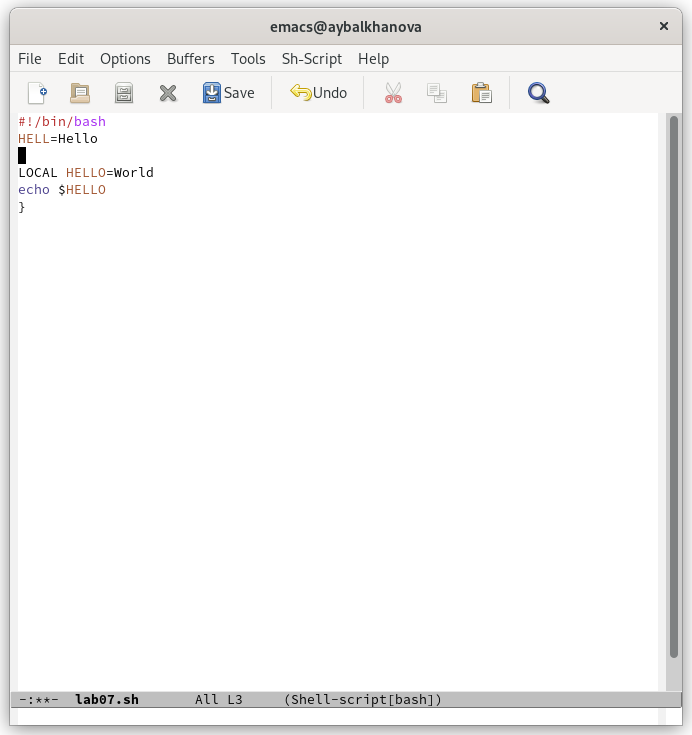 emacs@aybalkhanova ×
File Edit Options Buffers Tools Sh-Script Help
Save Undo
#!/bin/bash
HELL=Hello
LOCAL HELLO=World
echo $HELLO
}
-:**- lab07.sh All L3 (Shell-script[bash])